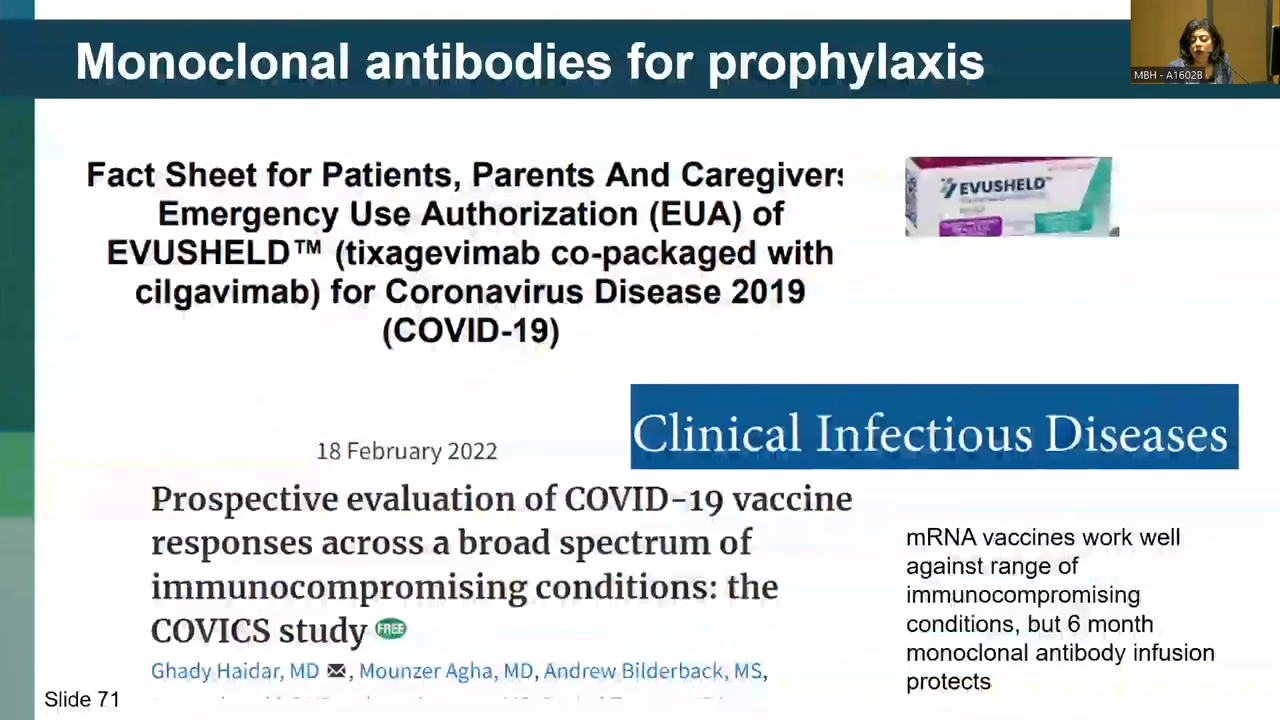 Monoclonal antibodies for prophylaxis
MBH - A1602B
Fact Sheet for Patients, Parents And Caregivers
Emergency Use Authorization (EUA) of
EVUSHELD™ (tixagevimab co-packaged with
cilgavimab) for Coronavirus Disease 2019
(COVID-19)
EVUSHELD™
Clinical Infectious Diseases
18 February 2022
Prospective evaluation of COVID-19 vaccine
responses across a broad spectrum of
immunocompromising conditions: the
COVICS study FREE
Ghady Haidar, MD, Mounzer Agha, MD, Andrew Bilderback, MS,
mRNA vaccines work well
against range of
immunocompromising
conditions, but 6 month
monoclonal antibody infusion
protects
Slide 71